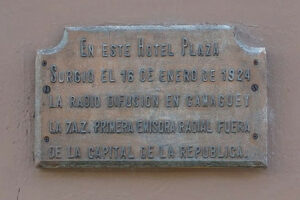 EN ESTE HOTEL PLAZA
SURGIO EL 16 DE ENERO DE 1924
LA RADIO DIFUCION EN CAMAGUEY
LA 7AZ. PRIMERA EMISORA RADIAL FUERA
DE LA CAPITAL DE LA REPUBLICA.